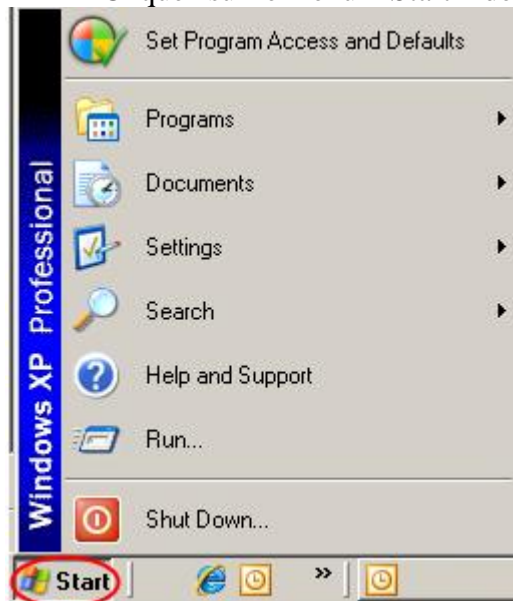 Set Program Access and Defaults
Programs
Documents
Settings
Search
Help and Support
Run...
Shut Down...
Windows XP Professional
Start
»